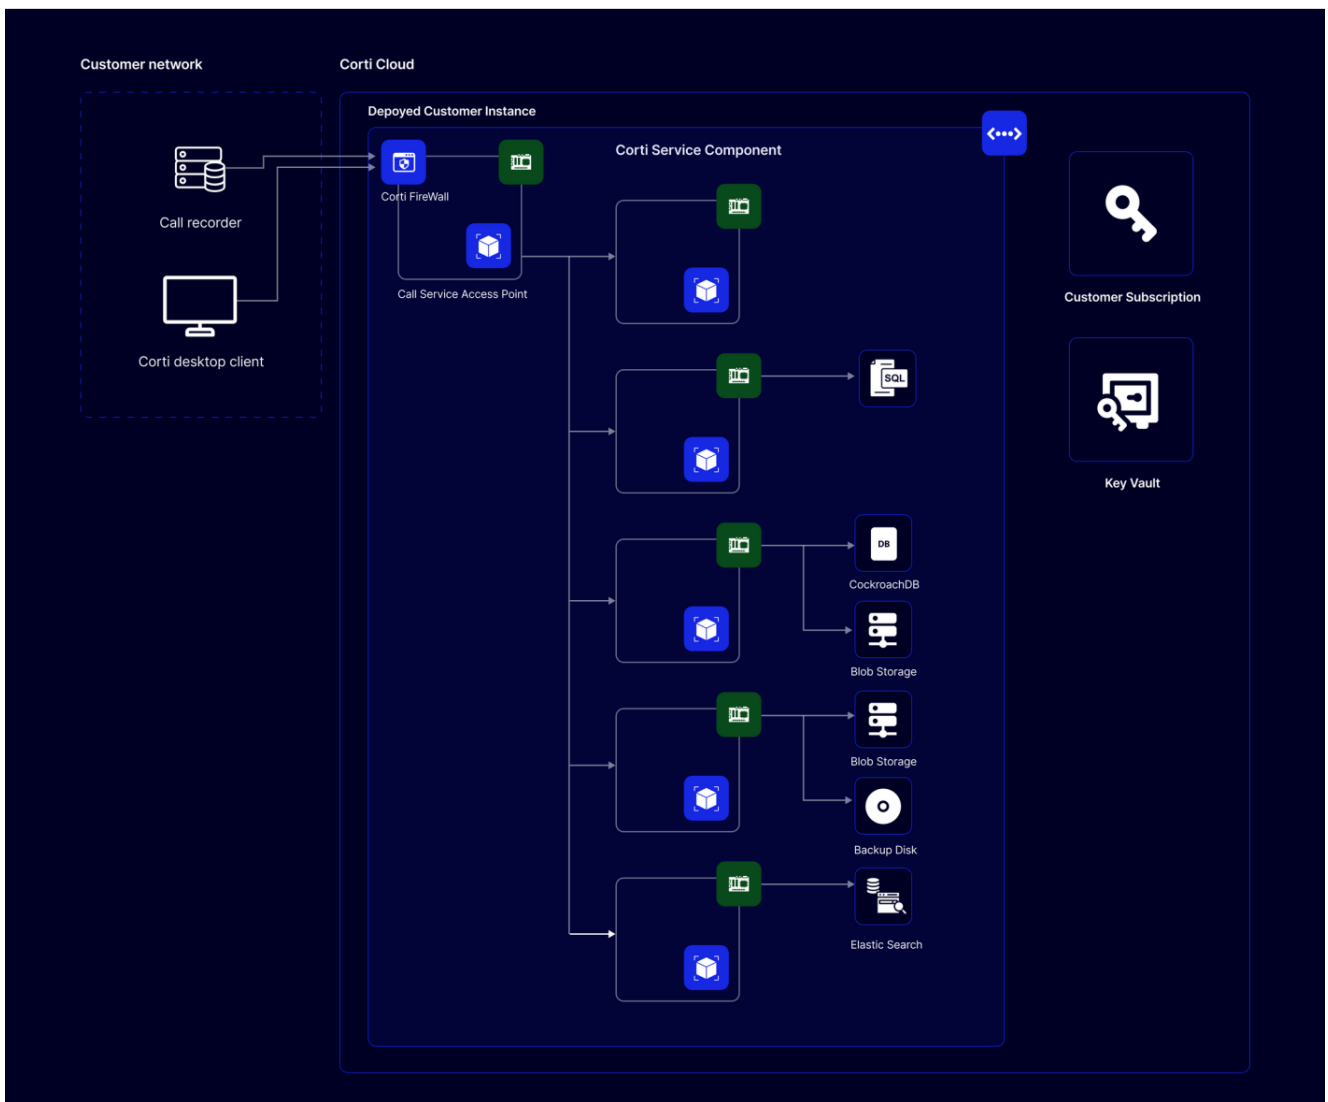 Customer network
Corti Cloud
Depoyed Customer Instance
Corti Service Component
Corti FireWall
Call recorder
Call Service Access Point
Customer Subscription
Corti desktop client
SQL
Key Vault
DB
CockroachDB
Blob Storage
Blob Storage
Backup Disk
Elastic Search